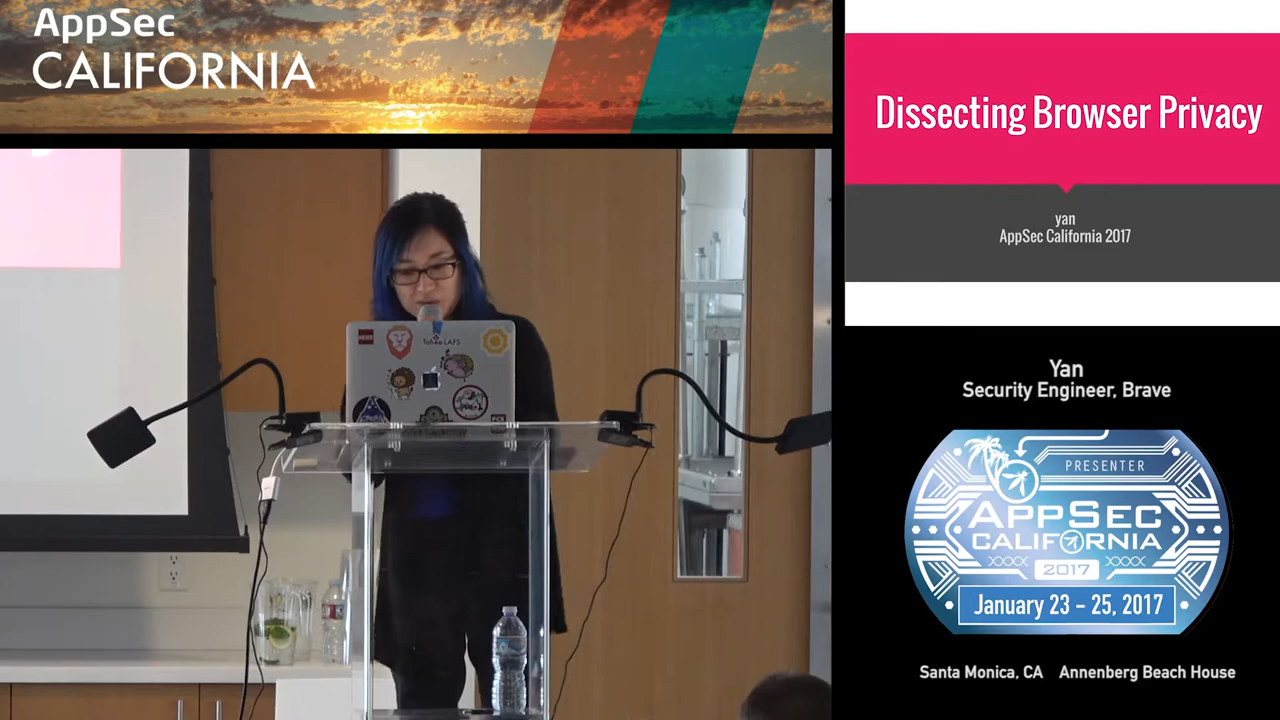 AppSec
CALIFORNIA
Dissecting Browser Privacy
yan
AppSec California 2017
Yan
Security Engineer, Brave
PRESENTER
APPSEC
CALIFORNIA
2017
January 23 – 25, 2017
Santa Monica, CA Annenberg Beach House
Tahoe-LAFS